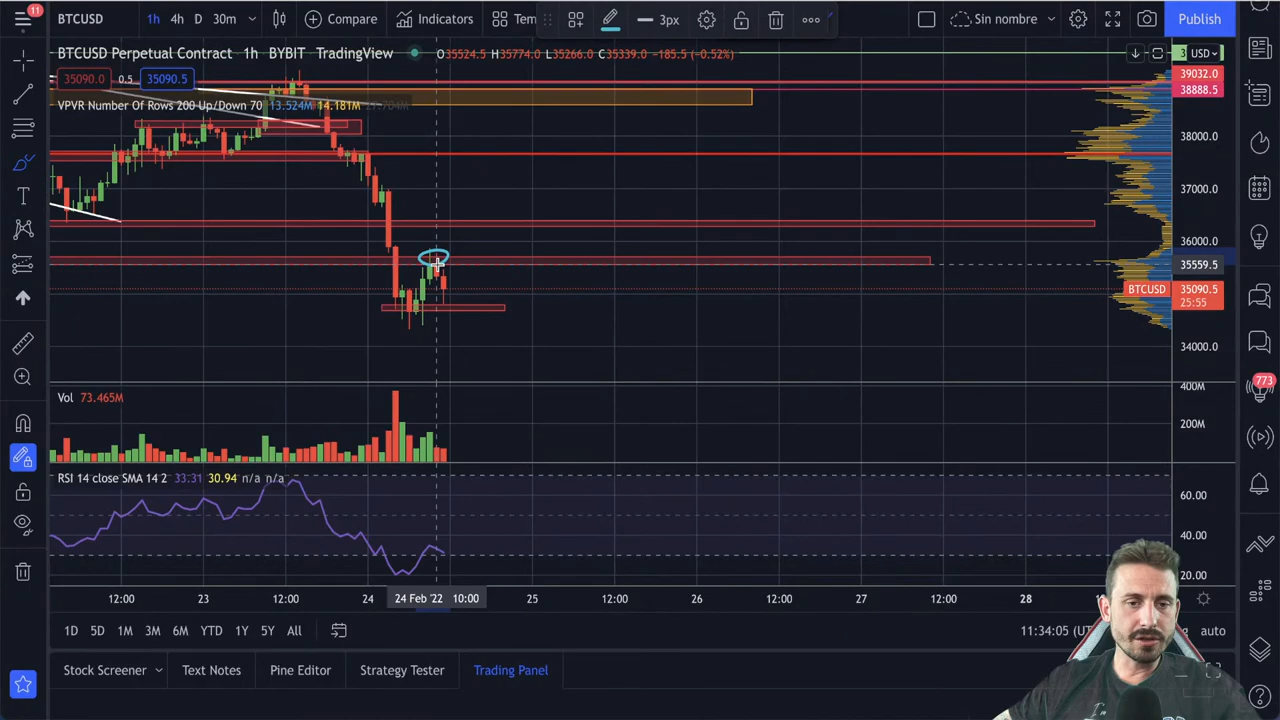 11
BTCUSD 1h 4h D 30m Compare Indicators Tem 3px Sin nombre Publish
BTCUSD Perpetual Contract · 1h · BYBIT · TradingView O35524.5 H35774.0 L35266.0 C35339.0 -185.5 (-0.52%)
USD
35090.0 0.5 35090.5
39032.0
38888.5
VPVR Number Of Rows 200 Up/Down 70 13.524M 14.181M 27.704M
38000.0
37000.0
36000.0
35559.5
BTCUSD 35090.5
25:55
34000.0
Vol 73.465M
400M
200M
773
RSI 14 close SMA 14 2 33.31 30.94 n/a n/a
60.00
40.00
20.00
12:00 23 12:00 24 24 Feb '22 10:00 25 12:00 26 12:00 27 12:00 28
1D 5D 1M 3M 6M YTD 1Y 5Y All
11:34:05 (UT
auto
Stock Screener Text Notes Pine Editor Strategy Tester Trading Panel
I'm